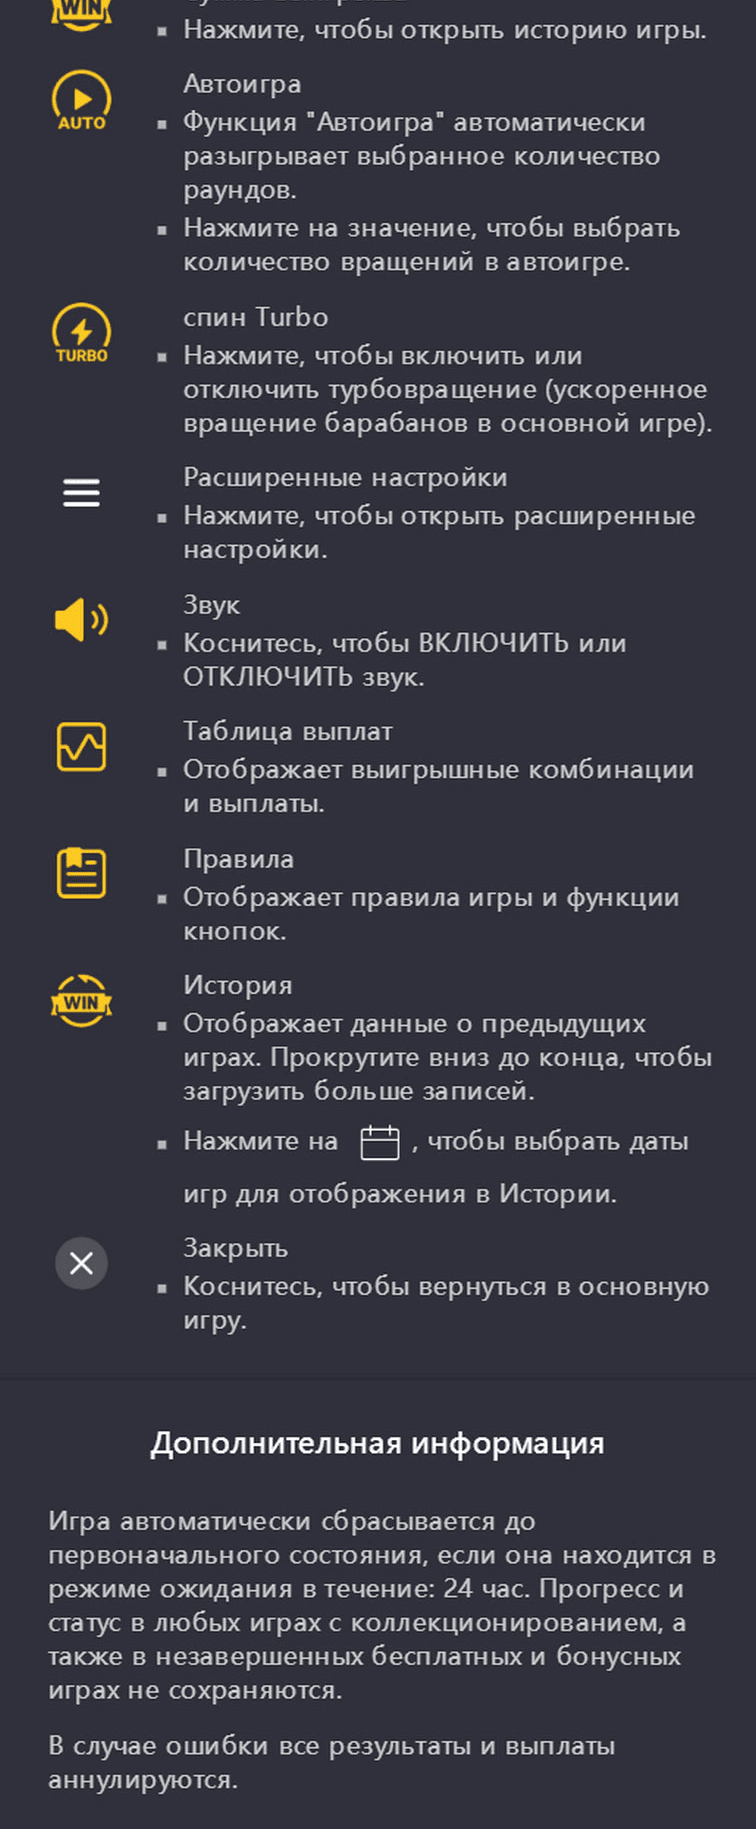 WIN
Нажмите, чтобы открыть историю игры.
Автоигра
AUTO
Функция "Автоигра" автоматически
разыгрывает выбранное количество
раундов.
Нажмите на значение, чтобы выбрать
количество вращений в автоигре.
спин Turbo
TURBO
Нажмите, чтобы включить или
отключить турбовращение (ускоренное
вращение барабанов в основной игре).
Расширенные настройки
Нажмите, чтобы открыть расширенные
настройки.
Звук
Коснитесь, чтобы ВКЛЮЧИТЬ или
ОТКЛЮЧИТЬ звук.
Таблица выплат
Отображает выигрышные комбинации
и выплаты.
Правила
Отображает правила игры и функции
кнопок.
История
WIN
Отображает данные о предыдущих
играх. Прокрутите вниз до конца, чтобы
загрузить больше записей.
Нажмите на , чтобы выбрать даты
игр для отображения в Истории.
Закрыть
Коснитесь, чтобы вернуться в основную
игру.
Дополнительная информация
Игра автоматически сбрасывается до
первоначального состояния, если она находится в
режиме ожидания в течение: 24 час. Прогресс и
статус в любых играх с коллекционированием, а
также в незавершенных бесплатных и бонусных
играх не сохраняются.
В случае ошибки все результаты и выплаты
аннулируются.